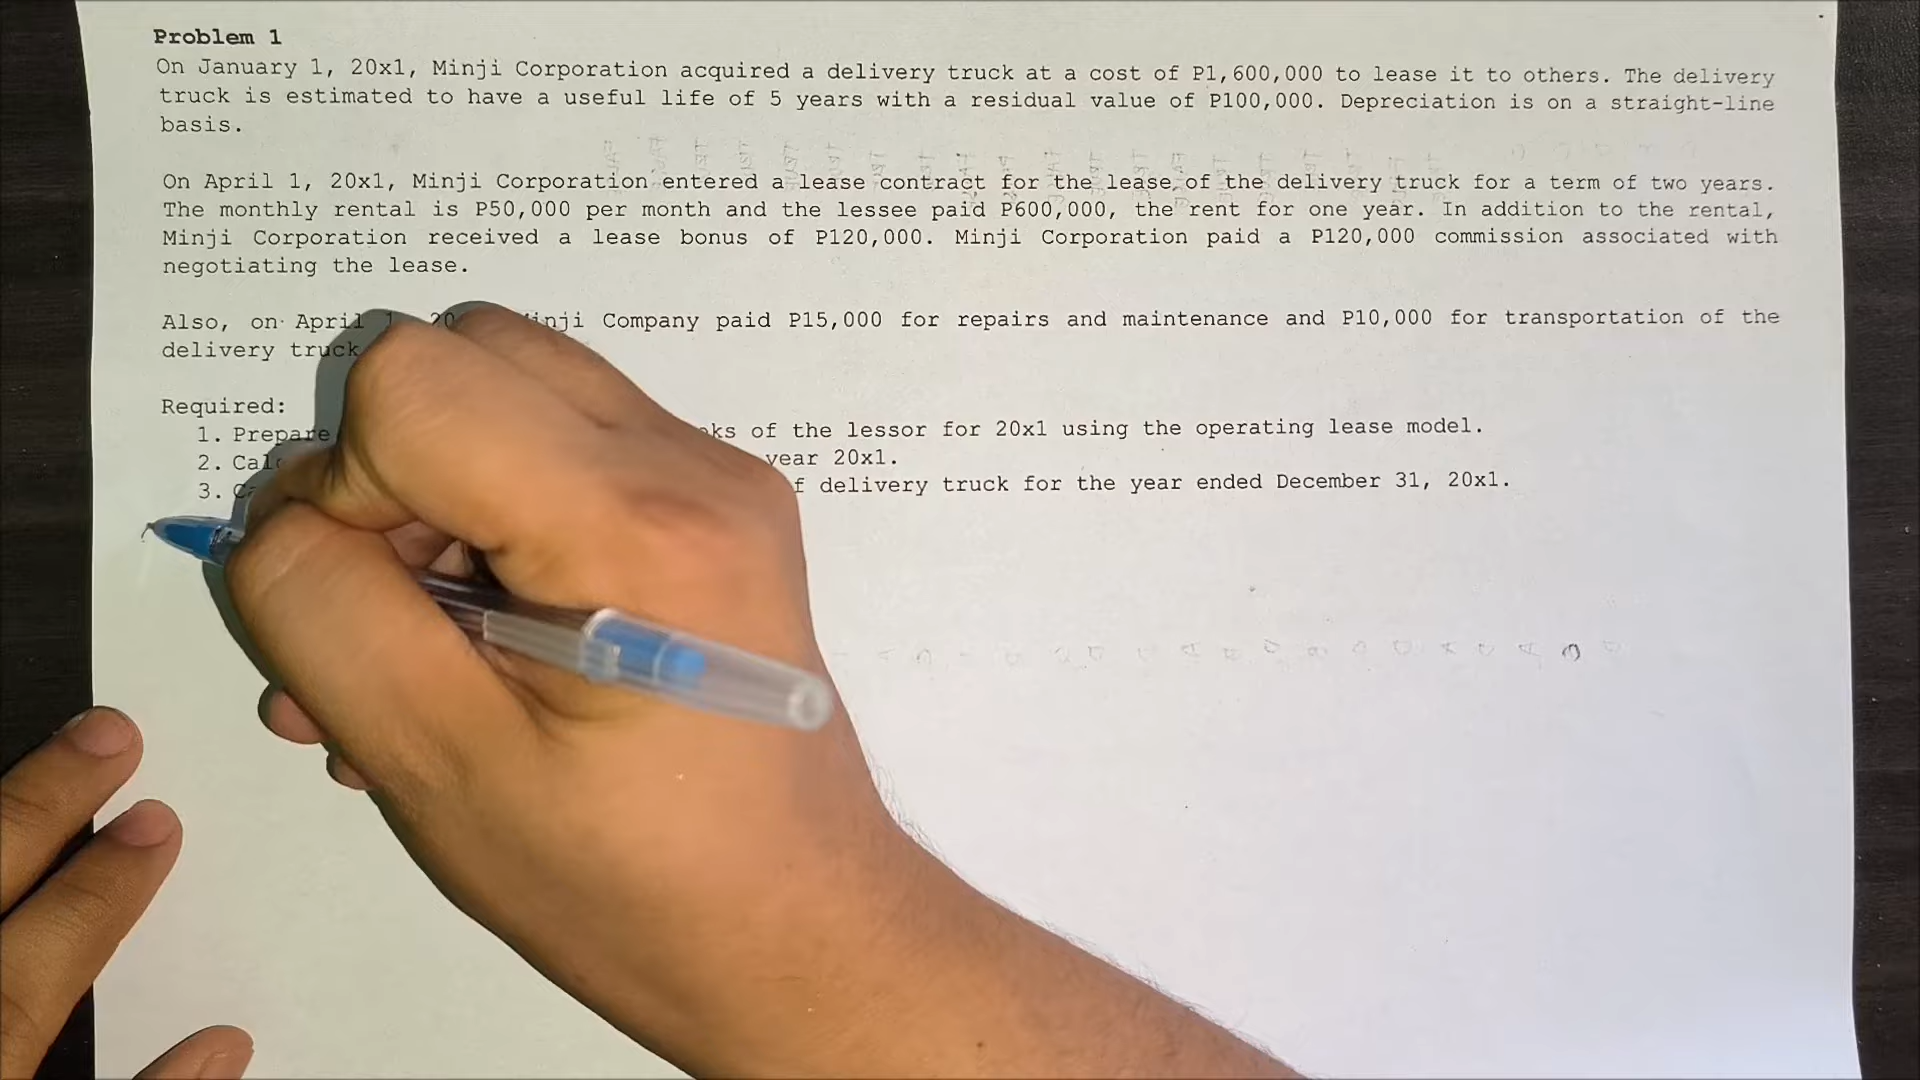 Problem 1
On January 1, 20x1, Minji Corporation acquired a delivery truck at a cost of P1,600,000 to lease it to others. The delivery
truck is estimated to have a useful life of 5 years with a residual value of P100,000. Depreciation is on a straight-line
basis.
On April 1, 20x1, Minji Corporation entered a lease contract for the lease of the delivery truck for a term of two years.
The monthly rental is P50,000 per month and the lessee paid P600,000, the rent for one year. In addition to the rental,
Minji Corporation received a lease bonus of P120,000. Minji Corporation paid a P120,000 commission associated with
negotiating the lease.
Also, on April 1, Minji Company paid P15,000 for repairs and maintenance and P10,000 for transportation of the
delivery truck
Required:
1. Prepare of the lessor for 20x1 using the operating lease model.
2. year 20x1.
3. delivery truck for the year ended December 31, 20x1.